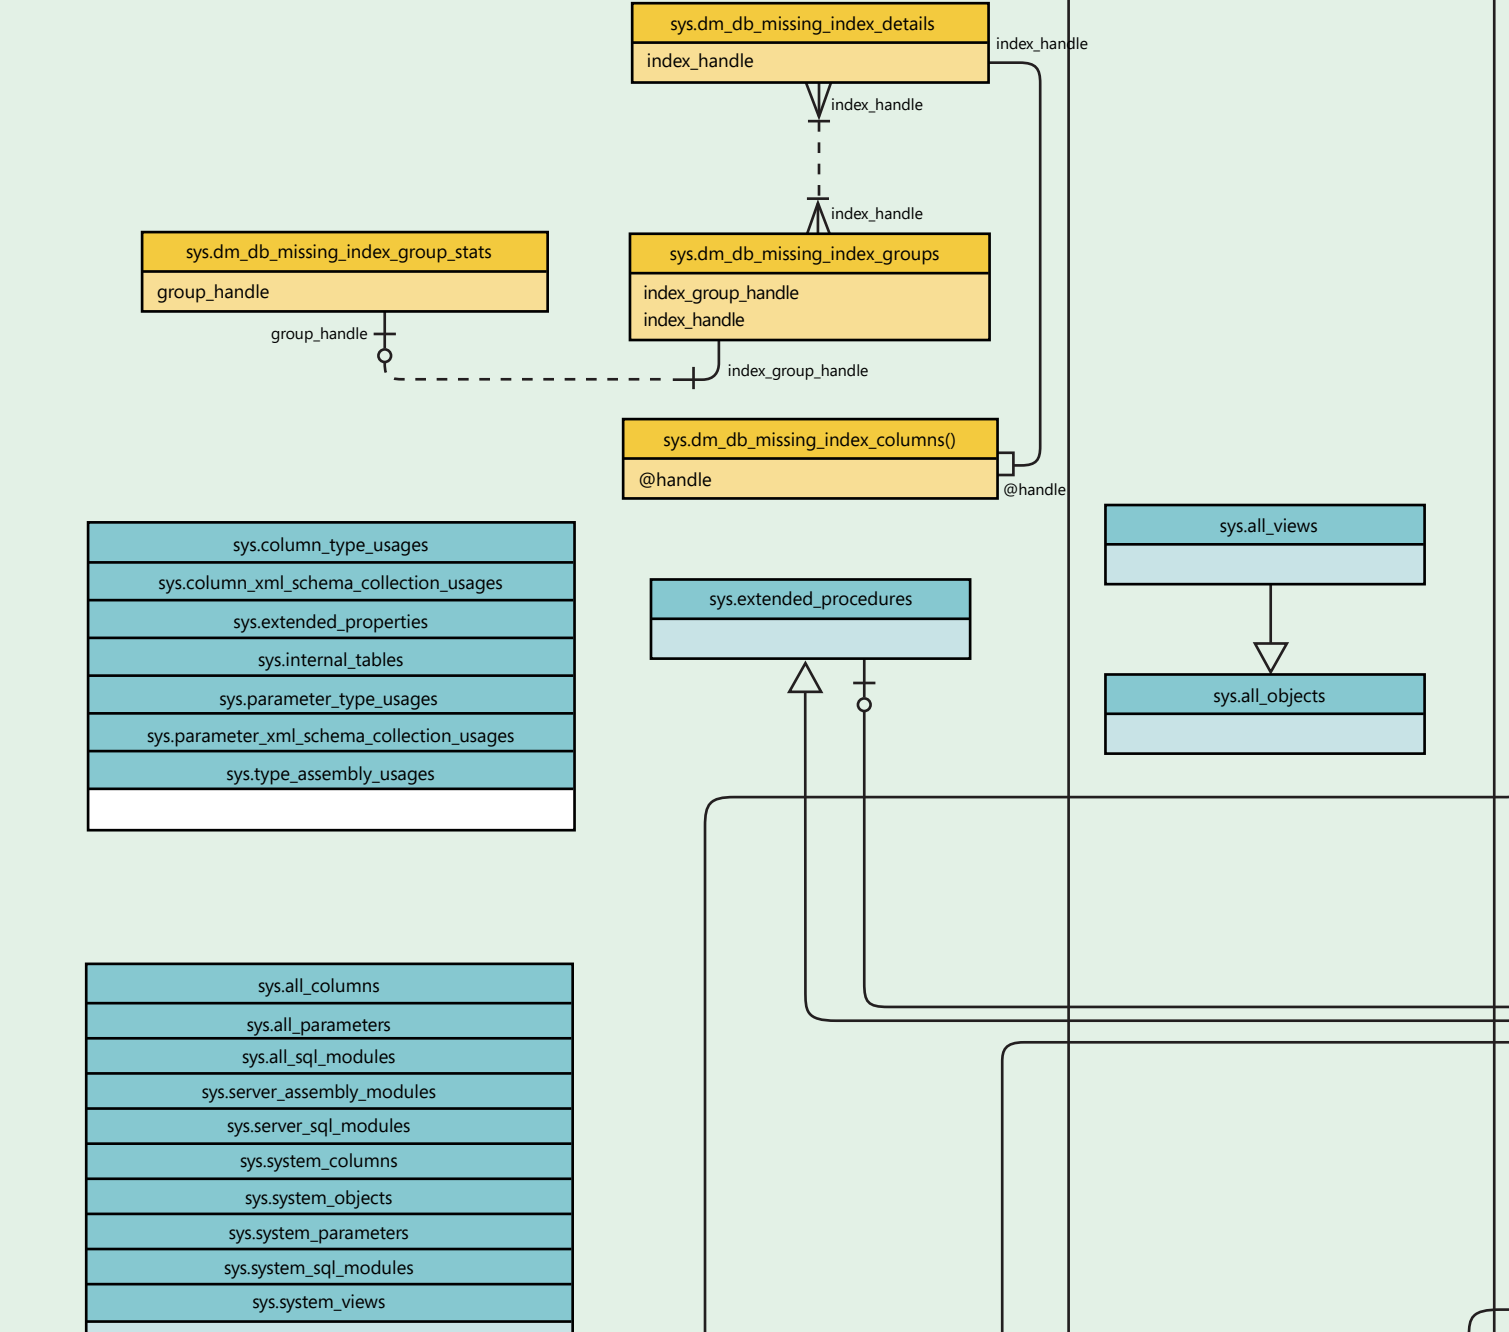 sys.dm_db_missing_index_details
index_handle
index_handle
index_handle
index_handle
sys.dm_db_missing_index_group_stats
group_handle
group_handle
sys.dm_db_missing_index_groups
index_group_handle
index_handle
index_group_handle
sys.dm_db_missing_index_columns()
@handle
@handle
sys.column_type_usages
sys.column_xml_schema_collection_usages
sys.extended_properties
sys.internal_tables
sys.parameter_type_usages
sys.parameter_xml_schema_collection_usages
sys.type_assembly_usages
sys.extended_procedures
sys.all_views
sys.all_objects
sys.all_columns
sys.all_parameters
sys.all_sql_modules
sys.server_assembly_modules
sys.server_sql_modules
sys.system_columns
sys.system_objects
sys.system_parameters
sys.system_sql_modules
sys.system_views